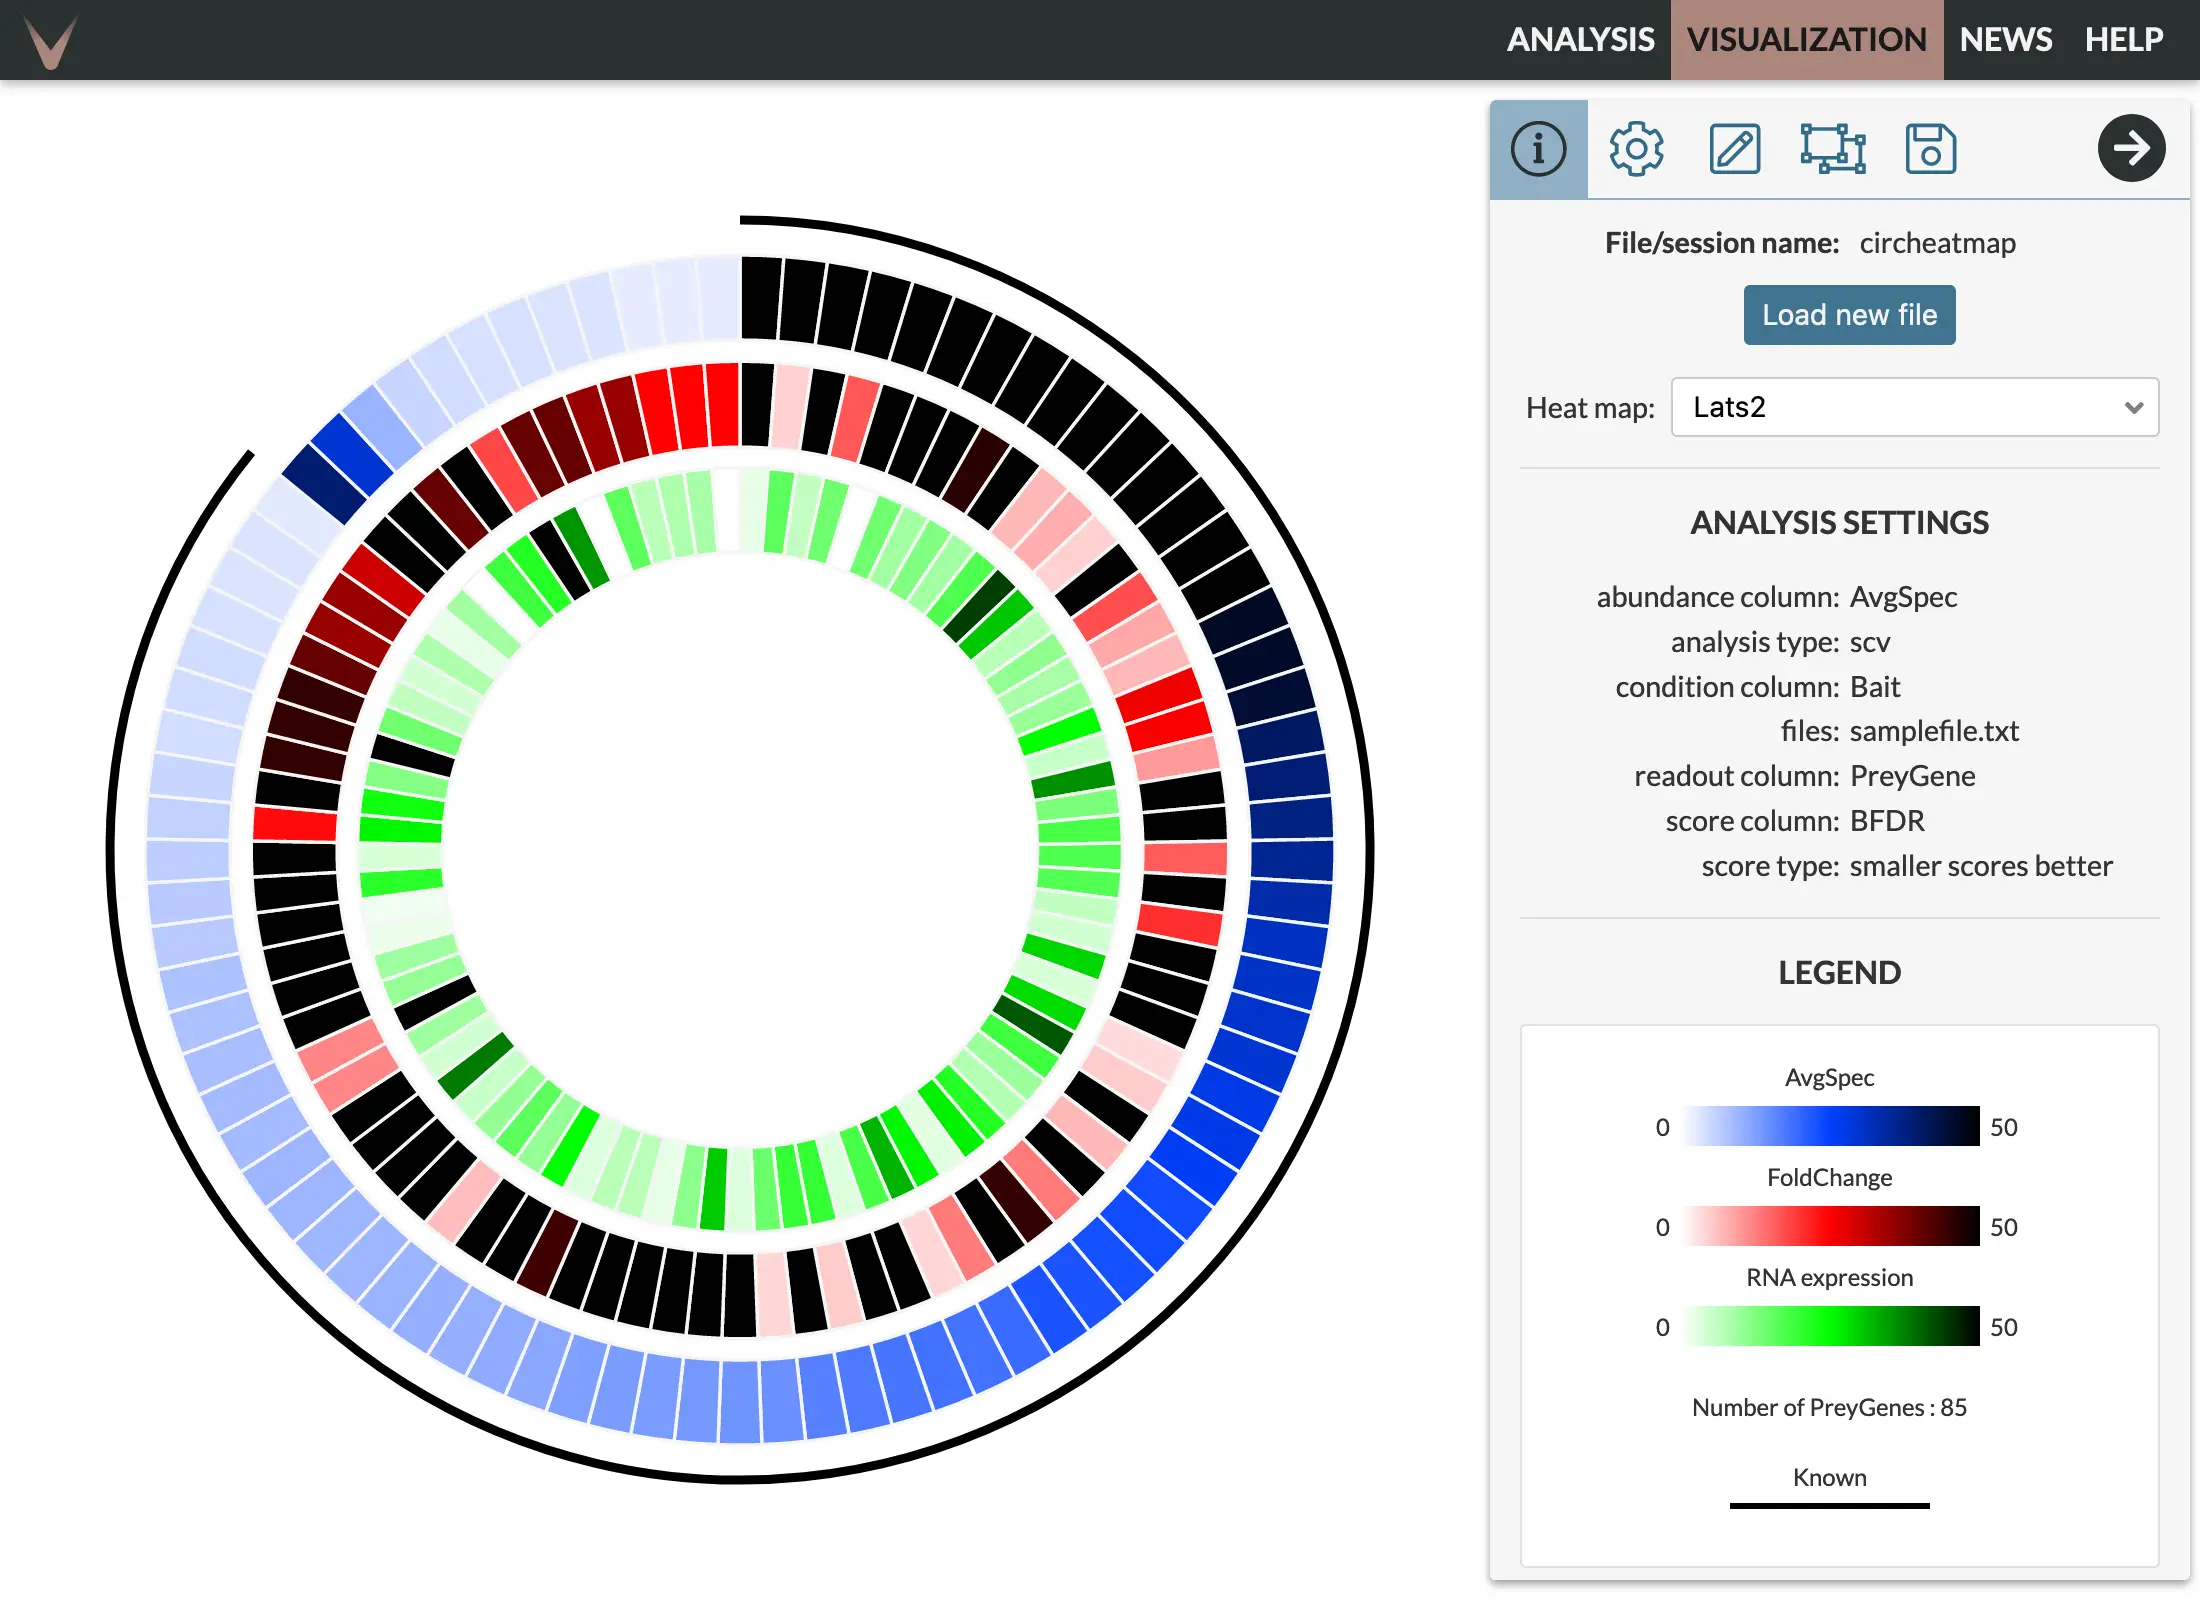 ANALYSIS VISUALIZATION NEWS HELP
File/session name: circheatmap
Load new file
Heat map: Lats2
ANALYSIS SETTINGS
abundance column: AvgSpec
analysis type: scv
condition column: Bait
files: samplefile.txt
readout column: PreyGene
score column: BFDR
score type: smaller scores better
LEGEND
AvgSpec
0 50
FoldChange
0 50
RNA expression
0 50
Number of PreyGenes : 85
Known